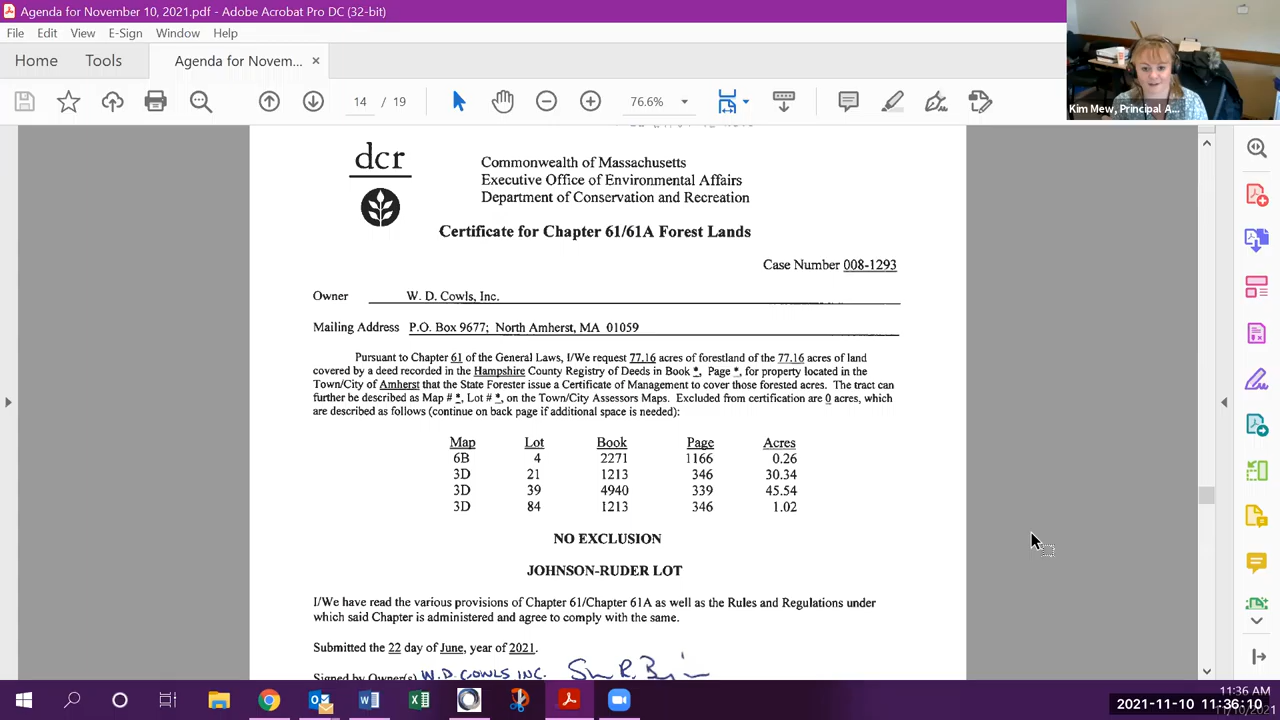 Agenda for November 10, 2021.pdf - Adobe Acrobat Pro DC (32-bit)
File Edit View E-Sign Window Help
Home Tools Agenda for Novem... ×
14 / 19 76.6%
Kim Mew, Principal A...
dcr
Commonwealth of Massachusetts
Executive Office of Environmental Affairs
Department of Conservation and Recreation
Certificate for Chapter 61/61A Forest Lands
Case Number 008-1293
Owner W. D. Cowls, Inc.
Mailing Address P.O. Box 9677; North Amherst, MA 01059
Pursuant to Chapter 61 of the General Laws, I/We request 77.16 acres of forestland of the 77.16 acres of land
covered by a deed recorded in the Hampshire County Registry of Deeds in Book *, Page *, for property located in the
Town/City of Amherst that the State Forester issue a Certificate of Management to cover those forested acres. The tract can
further be described as Map # *, Lot # *, on the Town/City Assessors Maps. Excluded from certification are 0 acres, which
are described as follows (continue on back page if additional space is needed):
Map Lot Book Page Acres
6B 4 2271 1166 0.26
3D 21 1213 346 30.34
3D 39 4940 339 45.54
3D 84 1213 346 1.02
NO EXCLUSION
JOHNSON-RUDER LOT
I/We have read the various provisions of Chapter 61/Chapter 61A as well as the Rules and Regulations under
which said Chapter is administered and agree to comply with the same.
Submitted the 22 day of June, year of 2021.
Signed by Owner(s) W.D. COWLS INC.
11:36 AM
2021-11-10 11:36:10